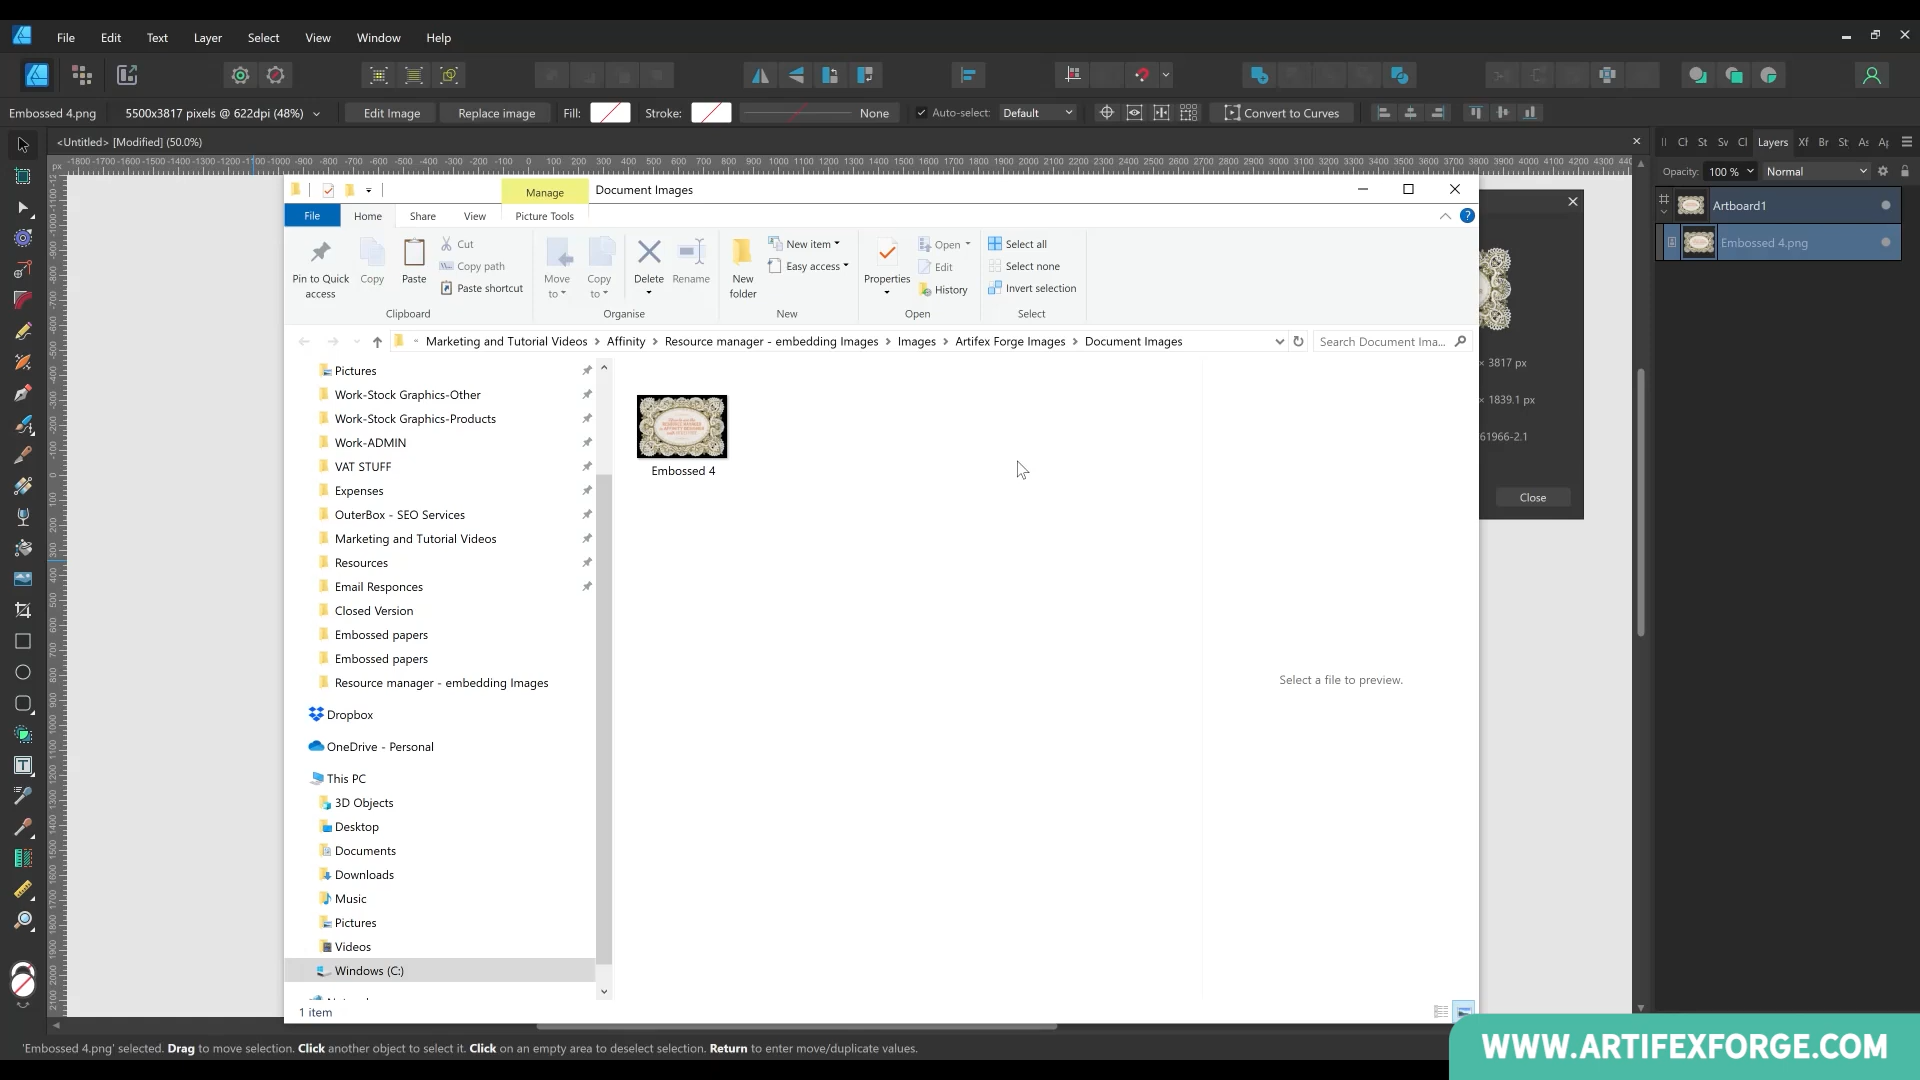 File Edit Text Layer Select View Window Help
Embossed 4.png 5500x3817 pixels @ 622dpi (48%) Edit Image Replace image Fill: Stroke: None Auto-select: Default Convert to Curves
<Untitled> [Modified] (50.0%)
St Sv Layers Br St
Opacity: 100 % Normal
Artboard1
Embossed 4.png
Manage Document Images
File Home Share View Picture Tools
Pin to Quick access
Copy
Paste
Cut
Copy path
Paste shortcut
Clipboard
Move to
Copy to
Delete
Rename
Organise
New folder
New item
Easy access
New
Properties
Open
Edit
History
Open
Select all
Select none
Invert selection
Select
Marketing and Tutorial Videos > Affinity > Resource manager - embedding Images > Images > Artifex Forge Images > Document Images
Search Document Ima...
Pictures
Work-Stock Graphics-Other
Work-Stock Graphics-Products
Work-ADMIN
VAT STUFF
Expenses
OuterBox - SEO Services
Marketing and Tutorial Videos
Resources
Email Responces
Closed Version
Embossed papers
Embossed papers
Resource manager - embedding Images
Dropbox
OneDrive - Personal
This PC
3D Objects
Desktop
Documents
Downloads
Music
Pictures
Videos
Windows (C:)
1 item
Embossed 4
Select a file to preview.
× 3817 px
× 1839.1 px
61966-2.1
Close
'Embossed 4.png' selected. Drag to move selection. Click another object to select it. Click on an empty area to deselect selection. Return to enter move/duplicate values.
WWW.ARTIFEXFORGE.COM